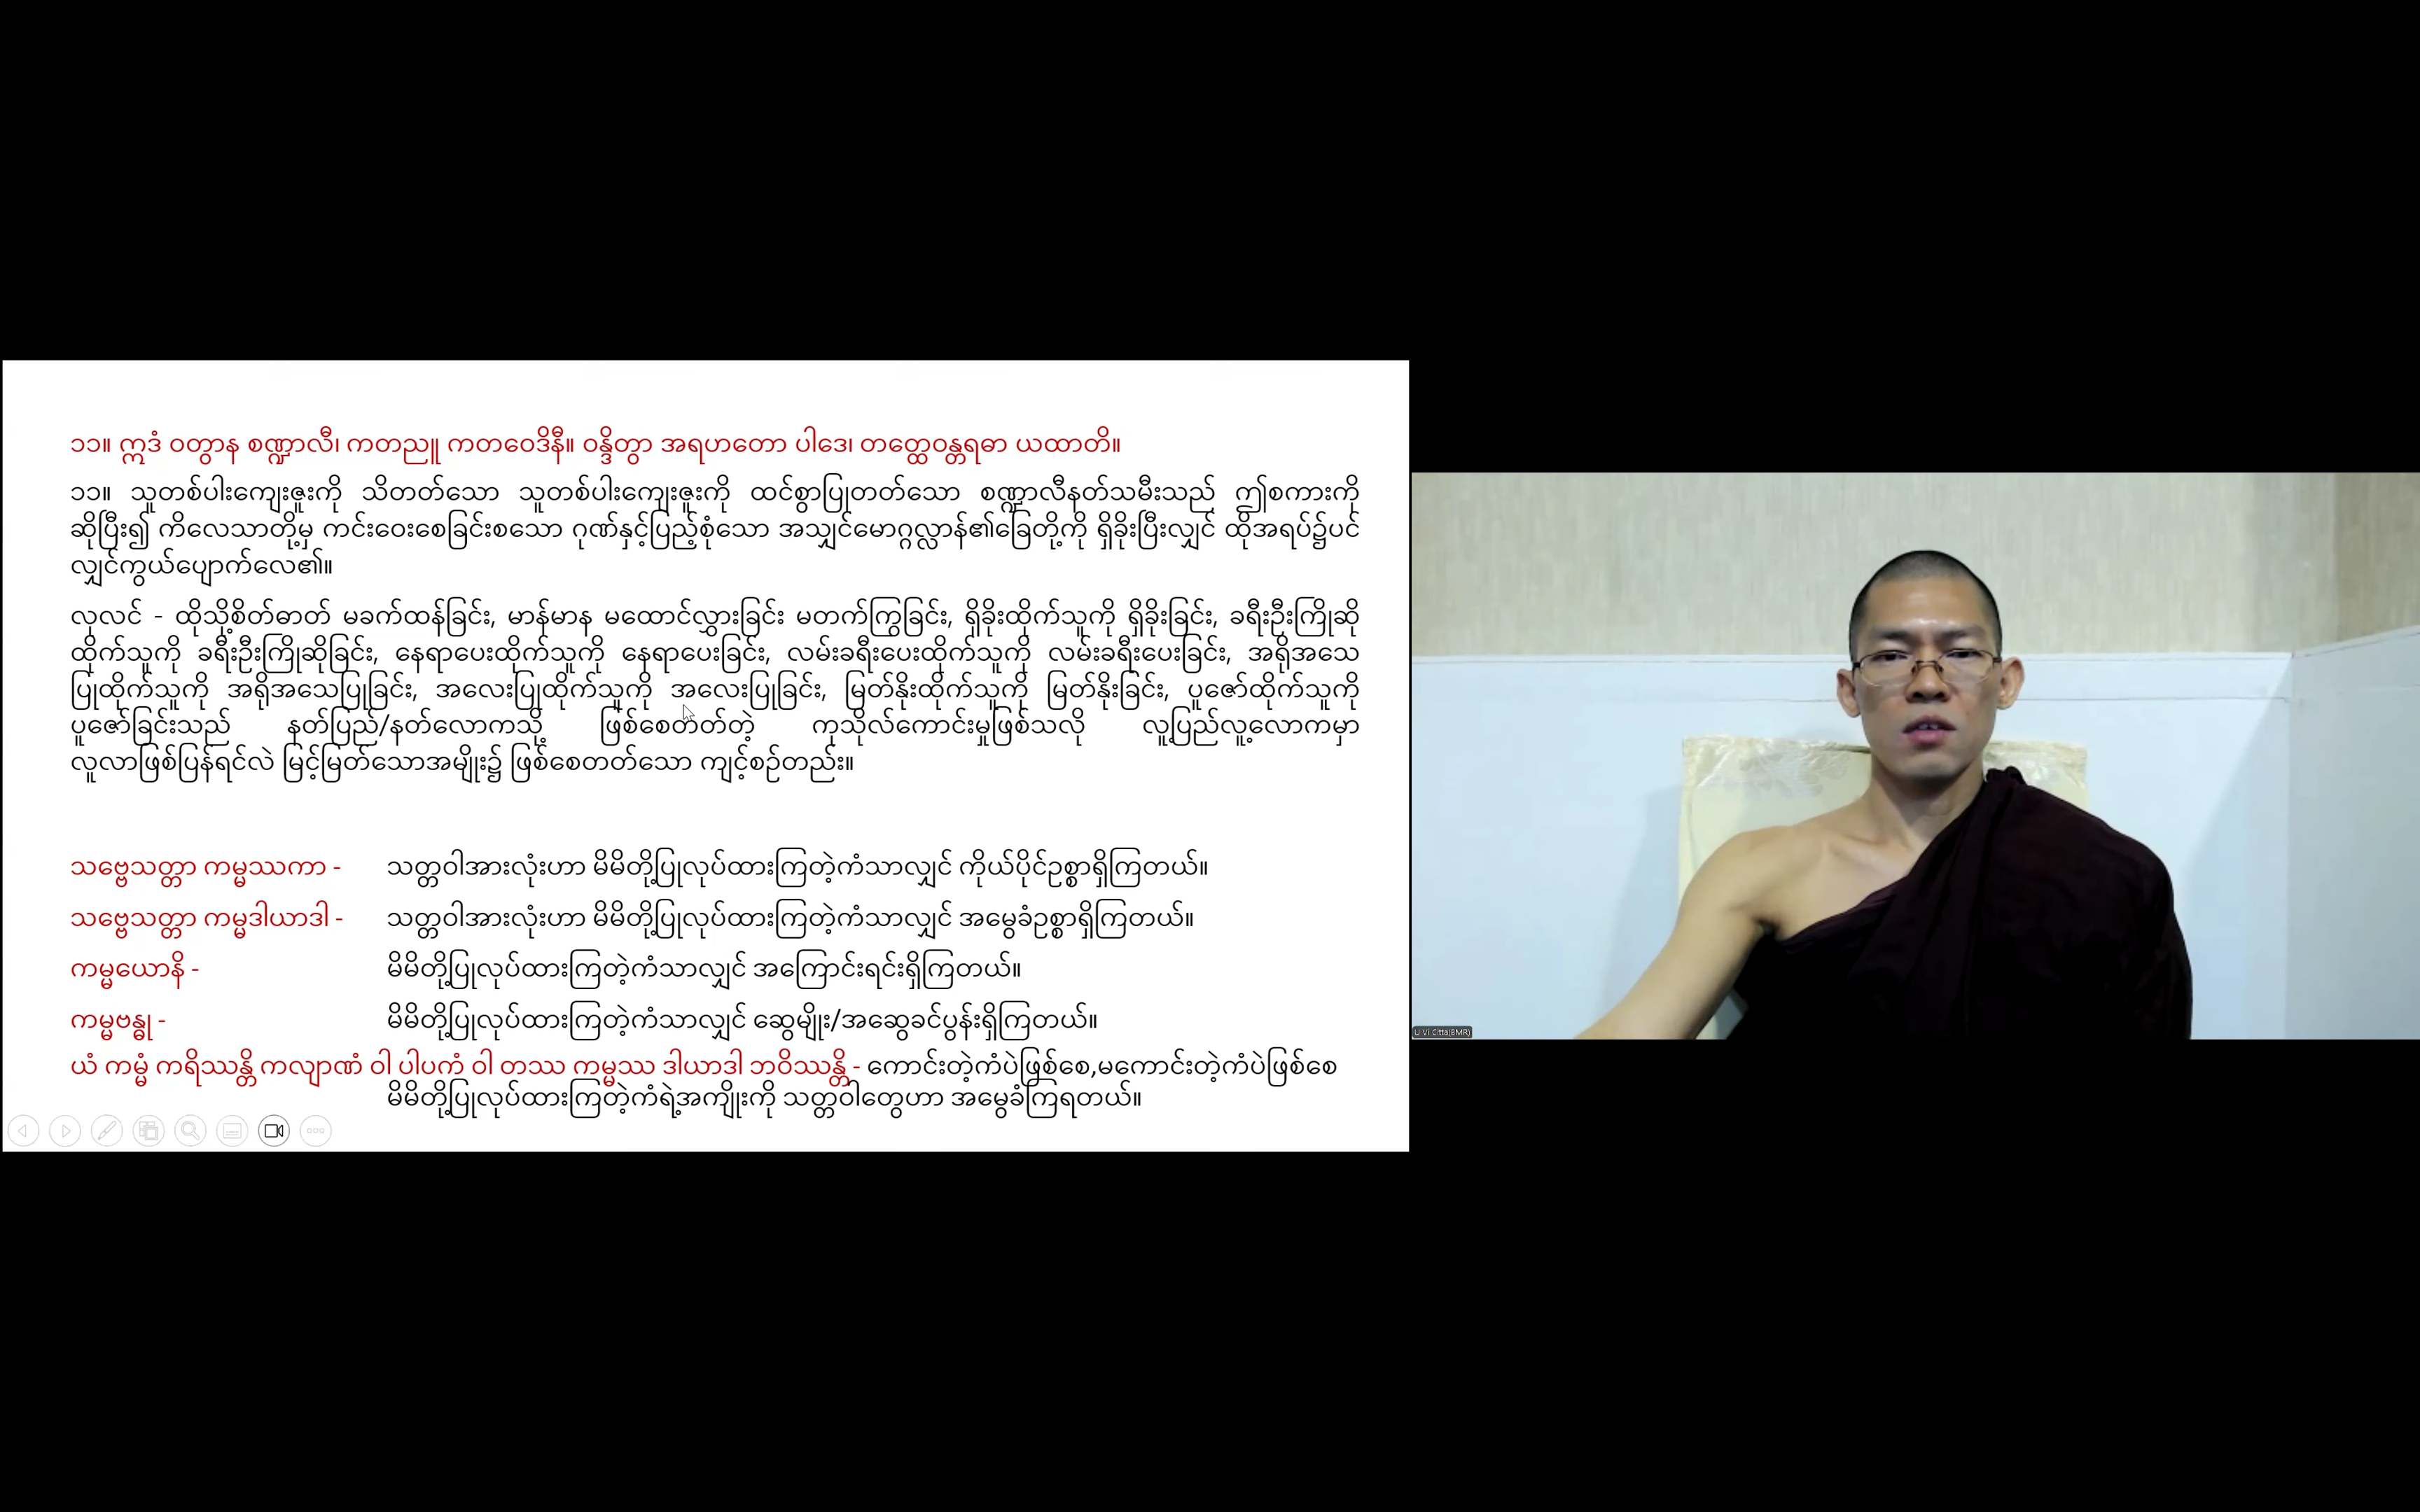 ၁၁။ ဣဒံ ဝတွာန စဏ္ဍာလီ၊ ကတညူ ကတဝေဒိနီ။ ဝန္ဒိတွာ အရဟတော ပါဒေ၊ တတ္ထေဝန္တရဓာ ယထာတိ။
၁၁။ သူတစ်ပါးကျေးဇူးကို သိတတ်သော သူတစ်ပါးကျေးဇူးကို ထင်စွာပြုတတ်သော စဏ္ဍာလီနတ်သမီးသည် ဤစကားကို
ဆိုပြီး၍ ကိလေသာတို့မှ ကင်းဝေးစေခြင်းစသော ဂုဏ်နှင့်ပြည့်စုံသော အသျှင်မောဂ္ဂလ္လာန်၏ခြေတို့ကို ရှိခိုးပြီးလျှင် ထိုအရပ်၌ပင်
လျှင်ကွယ်ပျောက်လေ၏။
လုလင် - ထိုသို့စိတ်ဓာတ် မခက်ထန်ခြင်း, မာန်မာန မထောင်လွှားခြင်း မတက်ကြွခြင်း, ရှိခိုးထိုက်သူကို ရှိခိုးခြင်း, ခရီးဦးကြိုဆို
ထိုက်သူကို ခရီးဦးကြိုဆိုခြင်း, နေရာပေးထိုက်သူကို နေရာပေးခြင်း, လမ်းခရီးပေးထိုက်သူကို လမ်းခရီးပေးခြင်း, အရိုအသေ
ပြုထိုက်သူကို အရိုအသေပြုခြင်း, အလေးပြုထိုက်သူကို အလေးပြုခြင်း, မြတ်နိုးထိုက်သူကို မြတ်နိုးခြင်း, ပူဇော်ထိုက်သူကို
ပူဇော်ခြင်းသည် နတ်ပြည်/နတ်လောကသို့ ဖြစ်စေတတ်တဲ့ ကုသိုလ်ကောင်းမှုဖြစ်သလို လူ့ပြည်လူ့လောကမှာ
လူလာဖြစ်ပြန်ရင်လဲ မြင့်မြတ်သောအမျိုး၌ ဖြစ်စေတတ်သော ကျင့်စဉ်တည်း။
သဗ္ဗေသတ္တာ ကမ္မဿကာ - သတ္တဝါအားလုံးဟာ မိမိတို့ပြုလုပ်ထားကြတဲ့ကံသာလျှင် ကိုယ်ပိုင်ဥစ္စာရှိကြတယ်။
သဗ္ဗေသတ္တာ ကမ္မဒါယာဒါ - သတ္တဝါအားလုံးဟာ မိမိတို့ပြုလုပ်ထားကြတဲ့ကံသာလျှင် အမွေခံဥစ္စာရှိကြတယ်။
ကမ္မယောနိ - မိမိတို့ပြုလုပ်ထားကြတဲ့ကံသာလျှင် အကြောင်းရင်းရှိကြတယ်။
ကမ္မဗန္ဓု - မိမိတို့ပြုလုပ်ထားကြတဲ့ကံသာလျှင် ဆွေမျိုး/အဆွေခင်ပွန်းရှိကြတယ်။
ယံ ကမ္မံ ကရိဿန္တိ ကလျာဏံ ဝါ ပါပကံ ဝါ တဿ ကမ္မဿ ဒါယာဒါ ဘဝိဿန္တိ - ကောင်းတဲ့ကံပဲဖြစ်စေ,မကောင်းတဲ့ကံပဲဖြစ်စေ
မိမိတို့ပြုလုပ်ထားကြတဲ့ကံရဲ့အကျိုးကို သတ္တဝါတွေဟာ အမွေခံကြရတယ်။
U Vi Citta(BMR)